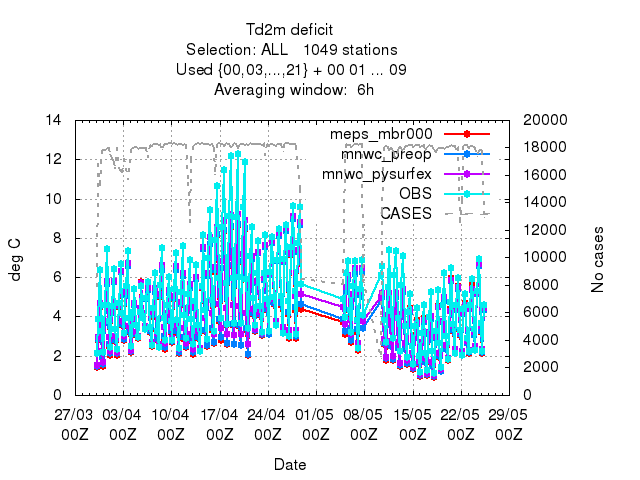 Td2m deficit
Selection: ALL 1049 stations
Used {00,03,...,21} + 00 01 ... 09
Averaging window: 6h
14 20000
meps_mbr000
18000
12 mnwc_preop
16000
mnwc_pysurfex
10 OBS 14000
CASES
12000
8
10000
6 8000
4 6000
4000
2
2000
0 0
deg C
No cases
27/03 03/04 10/04 17/04 24/04 01/05 08/05 15/05 22/05 29/05
00Z 00Z 00Z 00Z 00Z 00Z 00Z 00Z 00Z 00Z
Date